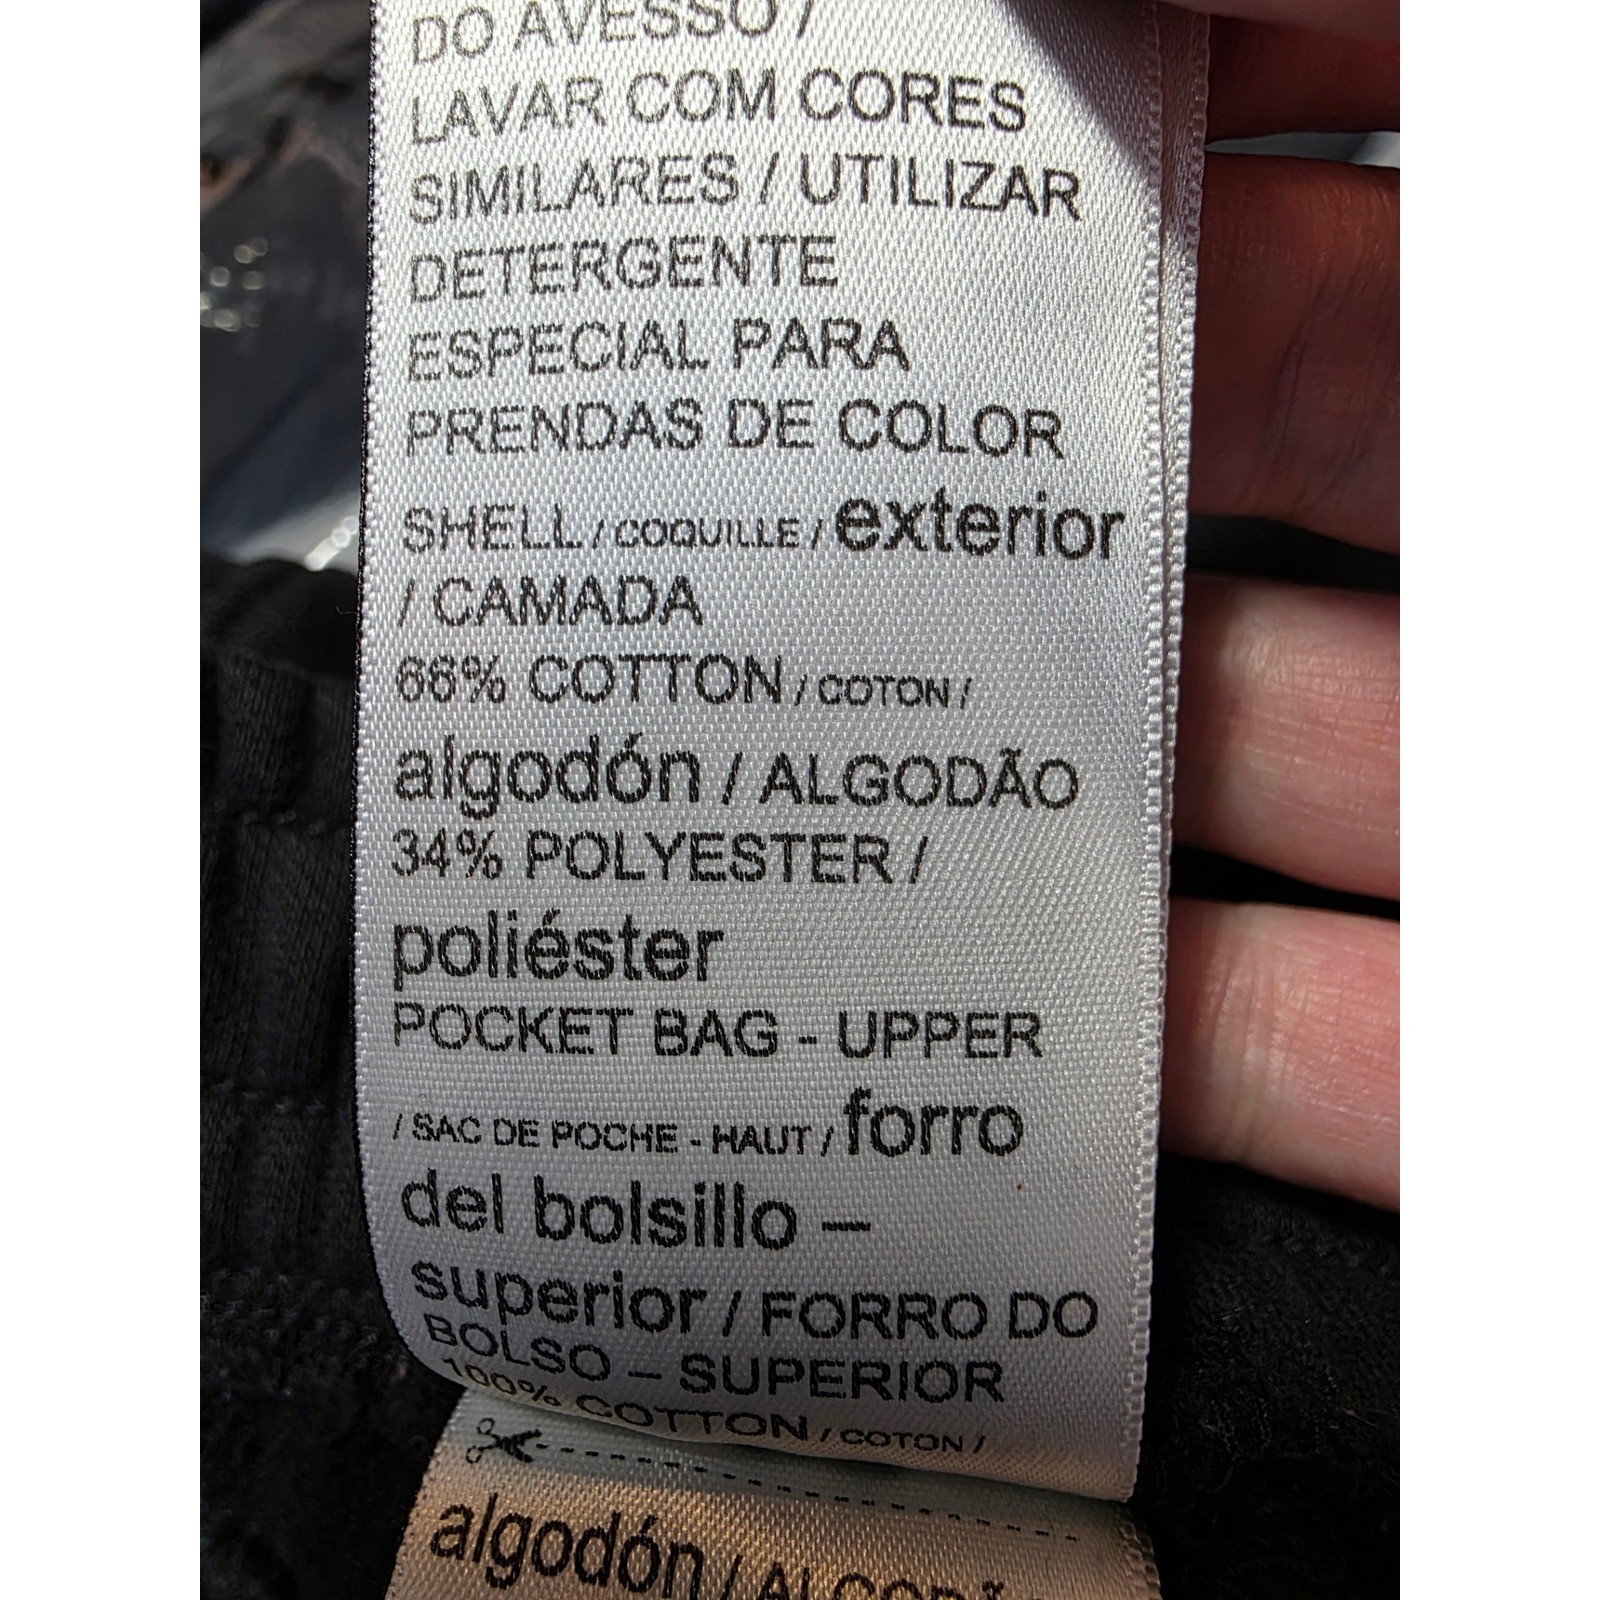 DO AVESSO /
LAVAR COM CORES
SIMILARES / UTILIZAR
DETERGENTE
ESPECIAL PARA
PRENDAS DE COLOR
SHELL / COQUILLE / exterior
/ CAMADA
66% COTTON / COTON /
algodón / ALGODÃO
34% POLYESTER /
poliéster
POCKET BAG - UPPER
/ SAC DE POCHE - HAUT / forro
del bolsillo –
superior / FORRO DO
BOLSO – SUPERIOR
100% COTTON / COTON /
algodón /